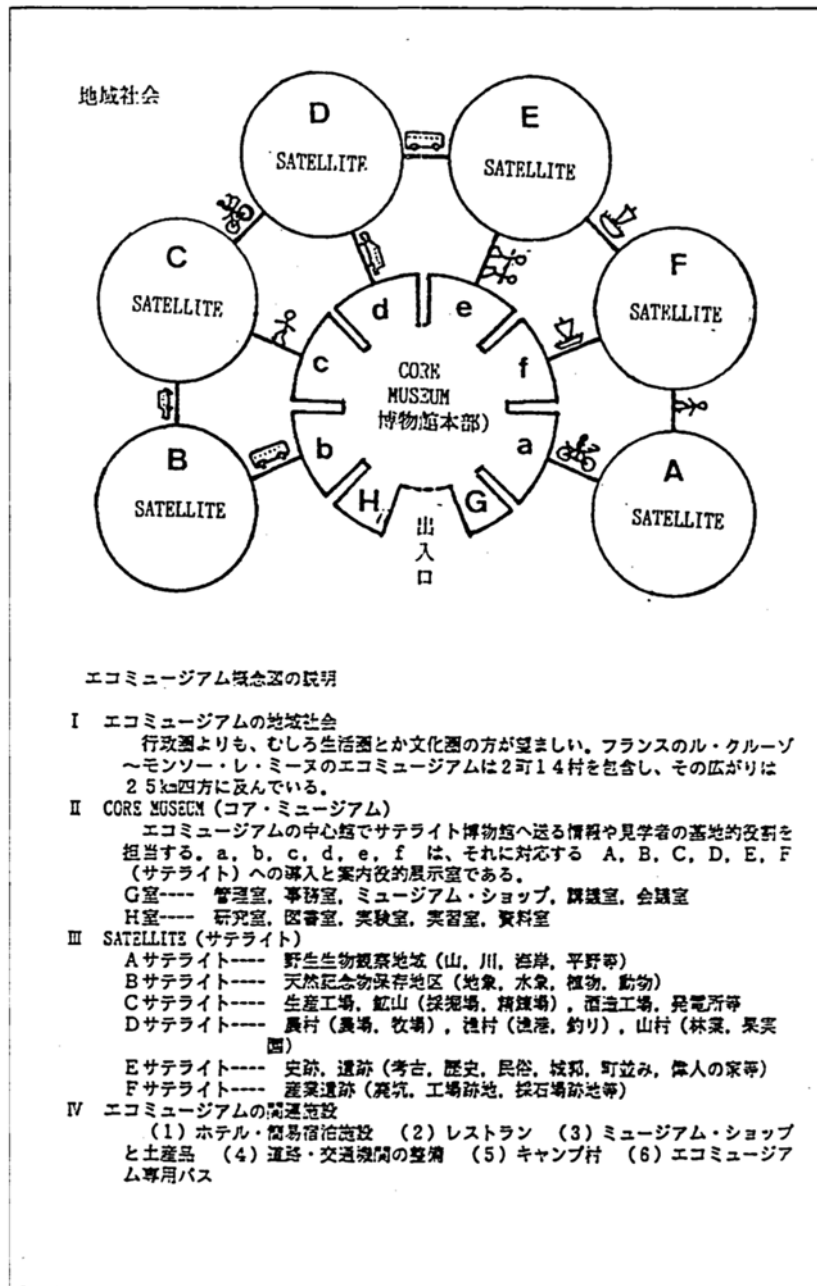 地域社会
D
SATELLITE
E
SATELLITE
C
SATELLITE
F
SATELLITE
d
e
c
f
CORE
MUSEUM
博物館本部)
b
a
B
SATELLITE
A
SATELLITE
H
G
出入口
エコミュージアム概念図の説明
Ⅰ エコミュージアムの地域社会
行政圏よりも、むしろ生活圏とか文化圏の方が望ましい。フランスのル・クルーゾ
〜モンソー・レ・ミーヌのエコミュージアムは2町14村を包含し、その広がりは
25㎞四方に及んでいる。
Ⅱ CORE MUSEUM(コア・ミュージアム)
エコミュージアムの中心館でサテライト博物館へ送る情報や見学者の基地的役割を
担当する。a, b, c, d, e, f は、それに対応する A, B, C, D, E, F
(サテライト)への導入と案内役的展示室である。
G室---- 管理室, 事務室, ミュージアム・ショップ, 講議室, 会議室
H室---- 研究室, 図書室, 実験室, 実習室, 資料室
Ⅲ SATELLITE(サテライト)
Aサテライト---- 野生生物観察地域(山, 川, 海岸, 平野等)
Bサテライト---- 天然記念物保存地区(地象, 水象, 植物, 動物)
Cサテライト---- 生産工場, 鉱山(採掘場, 精錬場), 酒造工場, 発電所等
Dサテライト---- 農村(農場, 牧場), 漁村(漁港, 釣り), 山村(林業, 果実
園)
Eサテライト---- 史跡, 遺跡(考古, 歴史, 民俗, 城郭, 町並み, 偉人の家等)
Fサテライト---- 産業遺跡(廃坑, 工場跡地, 採石場跡地等)
Ⅳ エコミュージアムの関連施設
(1)ホテル・簡易宿泊施設 (2)レストラン (3)ミュージアム・ショップ
と土産品 (4)道路・交通機関の整備 (5)キャンプ村 (6)エコミュージア
ム専用バス